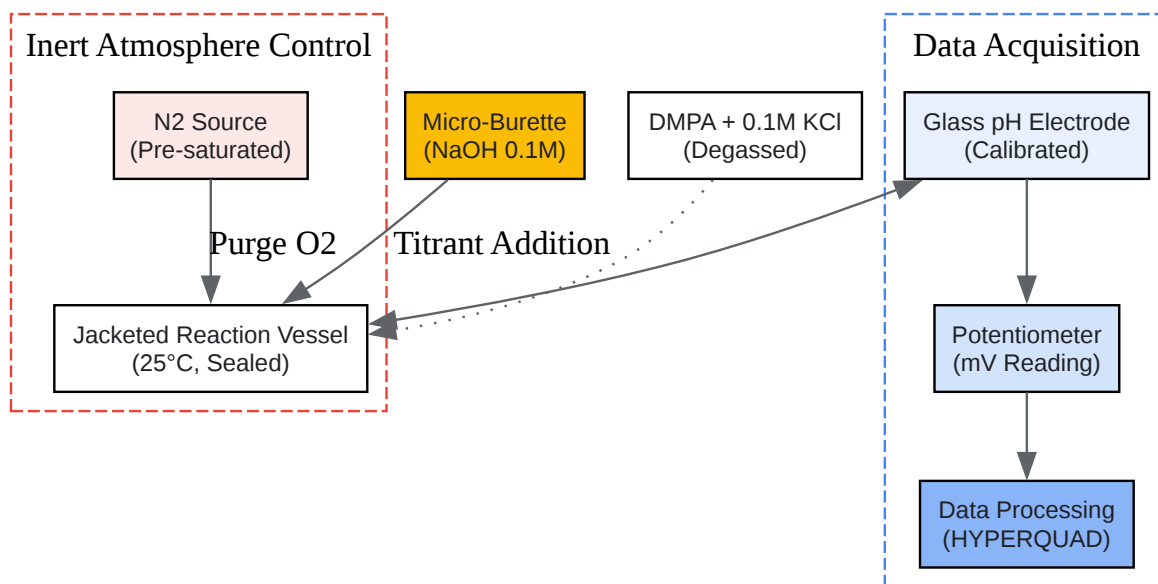 Inert Atmosphere Control
Data Acquisition
N2 Source
(Pre-saturated)
Micro-Burette
(NaOH 0.1M)
DMPA + 0.1M KCl
(Degassed)
Glass pH Electrode
(Calibrated)
Purge O2
Titrant Addition
Jacketed Reaction Vessel
(25°C, Sealed)
Potentiometer
(mV Reading)
Data Processing
(HYPERQUAD)